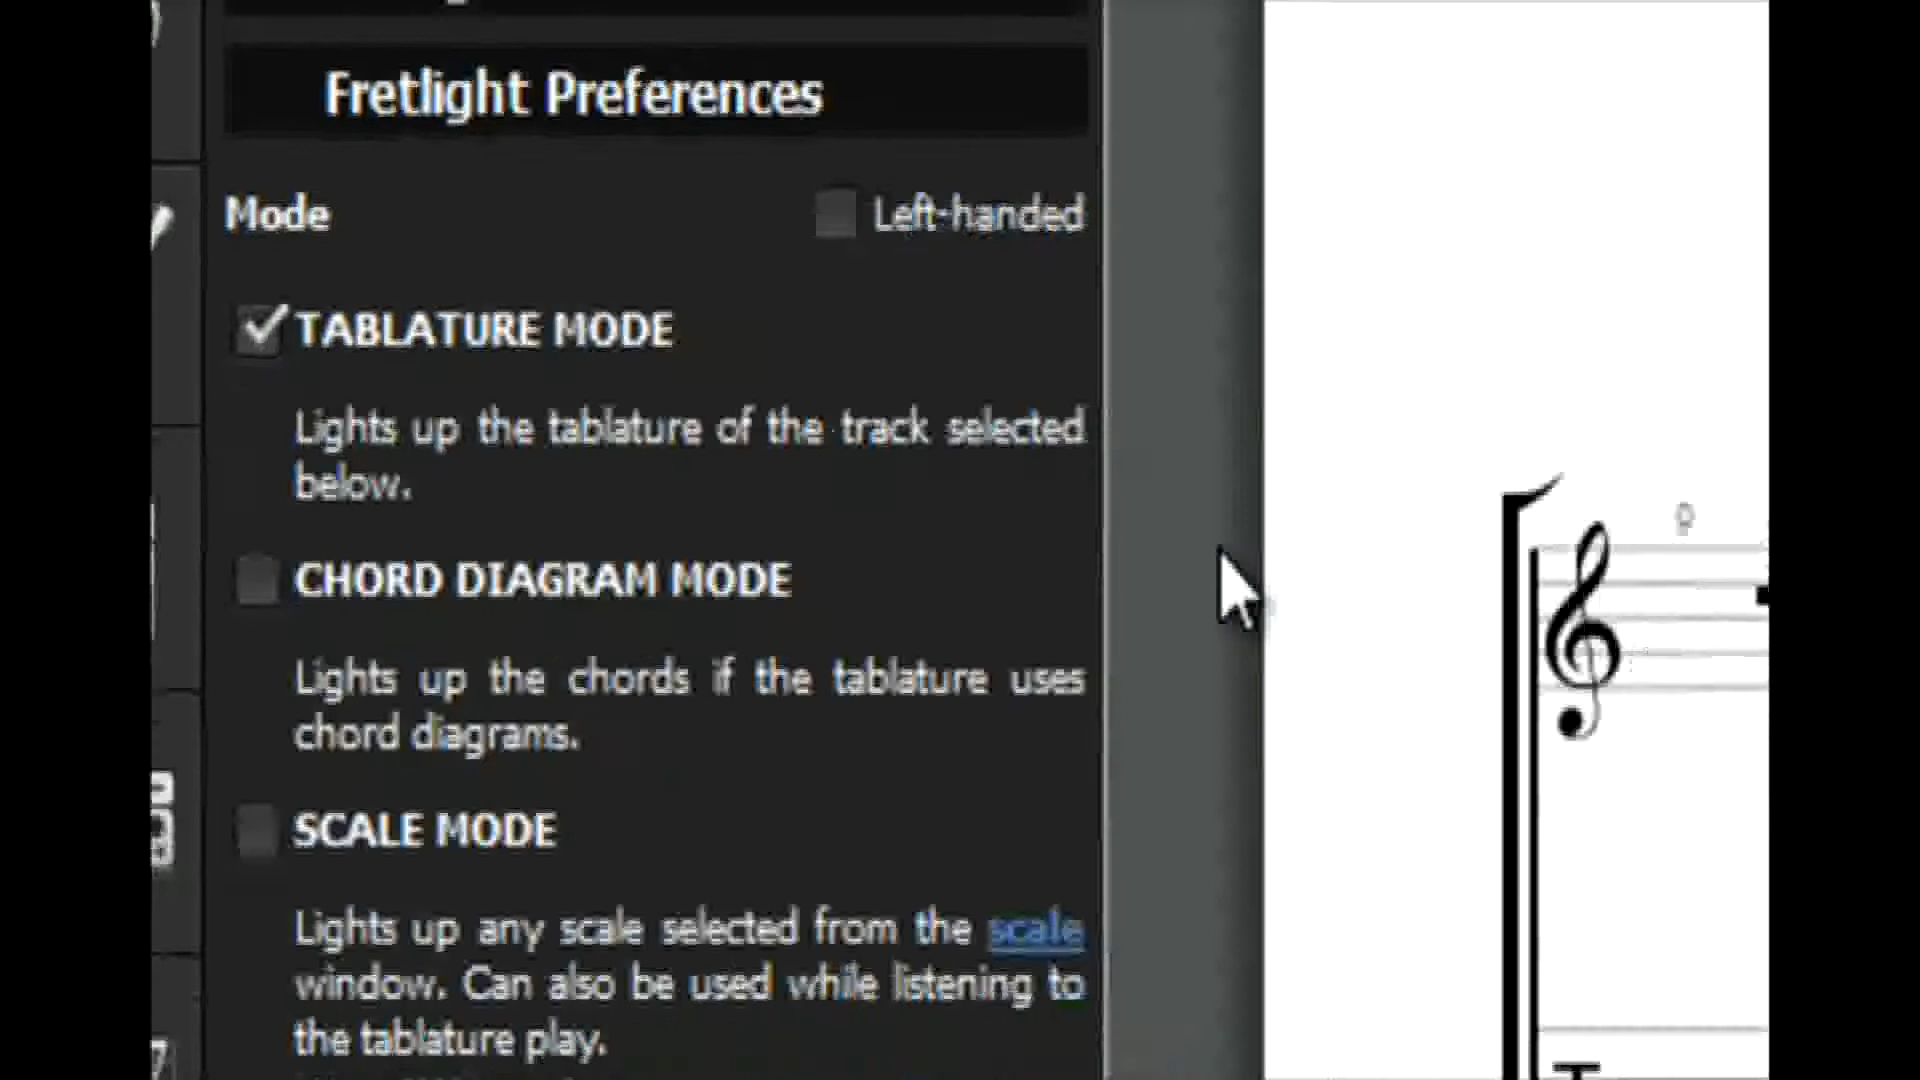 Fretlight Preferences
Mode
Left-handed
TABLATURE MODE
Lights up the tablature of the track selected
below.
CHORD DIAGRAM MODE
Lights up the chords if the tablature uses
chord diagrams.
SCALE MODE
Lights up any scale selected from the scale
window. Can also be used while listening to
the tablature play.
T